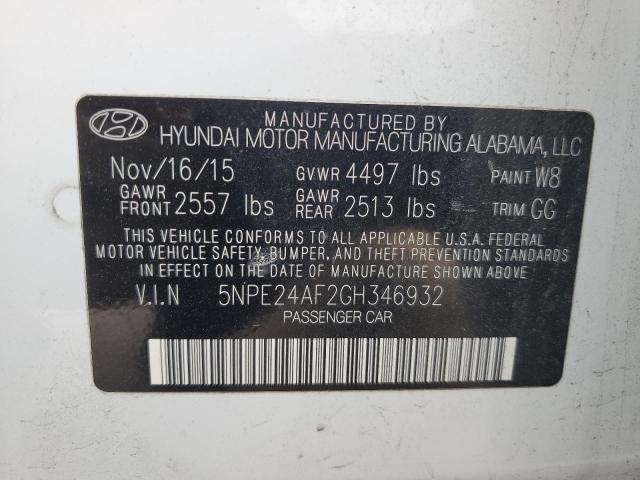 MANUFACTURED BY
HYUNDAI MOTOR MANUFACTURING ALABAMA, LLC
Nov/16/15 GVWR 4497 lbs PAINT W8
GAWR FRONT 2557 lbs GAWR REAR 2513 lbs TRIM GG
THIS VEHICLE CONFORMS TO ALL APPLICABLE U.S.A. FEDERAL
MOTOR VEHICLE SAFETY, BUMPER, AND THEFT PREVENTION STANDARDS
IN EFFECT ON THE DATE OF MANUFACTURE SHOWN ABOVE.
V.I.N 5NPE24AF2GH346932
PASSENGER CAR